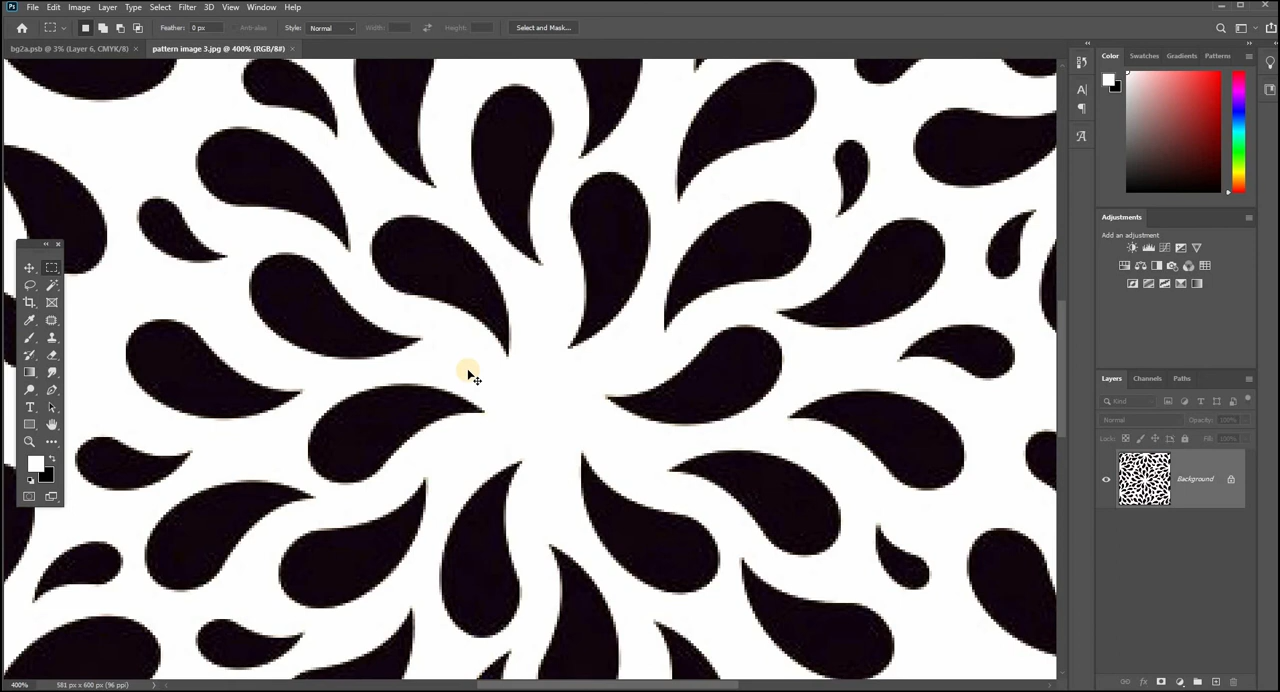 Ps File Edit Image Layer Type Select Filter 3D View Window Help
Feather: 0 px Anti-alias Style: Normal Width: Height: Select and Mask...
bg2a.psb @ 3% (Layer 6, CMYK/8) × pattern image 3.jpg @ 400% (RGB/8#) ×
Color Swatches Gradients Patterns
Adjustments
Add an adjustment
Layers Channels Paths
Kind
Normal Opacity: 100%
Lock: Fill: 100%
Background
400% 581 px x 600 px (96 ppi)